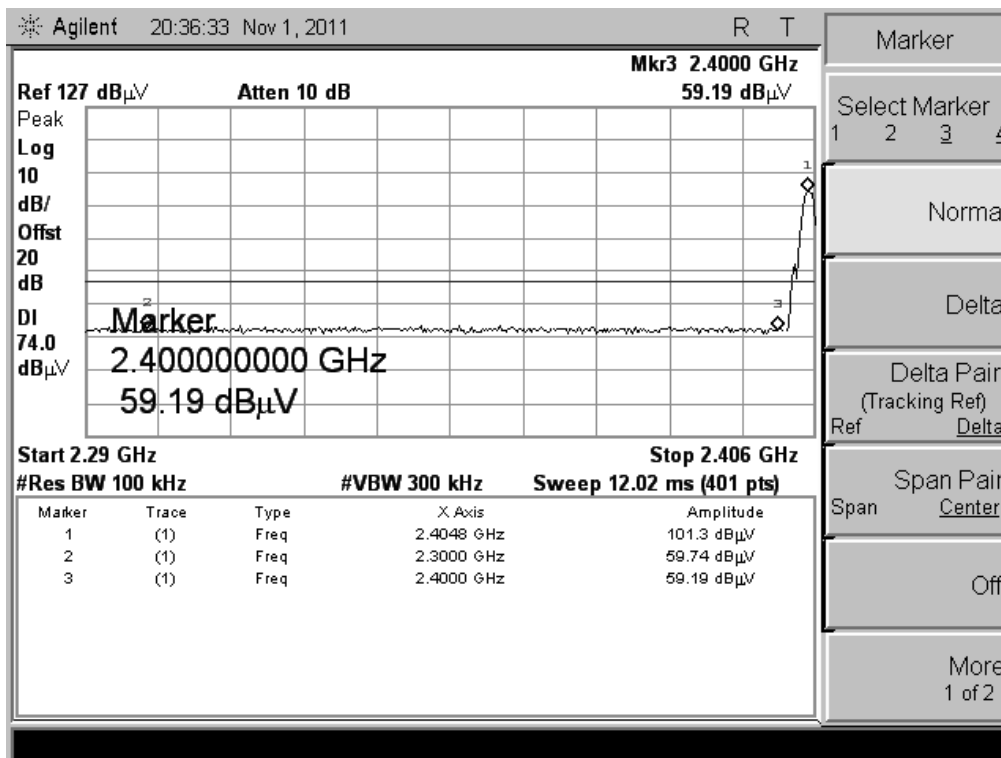 Agilent 20:36:33 Nov 1, 2011 R T
Mkr3 2.4000 GHz
Ref 127 dBμV Atten 10 dB 59.19 dBμV
Peak
Log
10
dB/
Offst
20
dB
DI
74.0
dBμV
1
2
3
Marker
2.400000000 GHz
59.19 dBμV
Start 2.29 GHz Stop 2.406 GHz
#Res BW 100 kHz #VBW 300 kHz Sweep 12.02 ms (401 pts)
Marker Trace Type X Axis Amplitude
1 (1) Freq 2.4048 GHz 101.3 dBμV
2 (1) Freq 2.3000 GHz 59.74 dBμV
3 (1) Freq 2.4000 GHz 59.19 dBμV
Marker
Select Marker
1 2 3 4
Norma
Delta
Delta Pair
(Tracking Ref)
Ref Delta
Span Pair
Span Center
Off
More
1 of 2